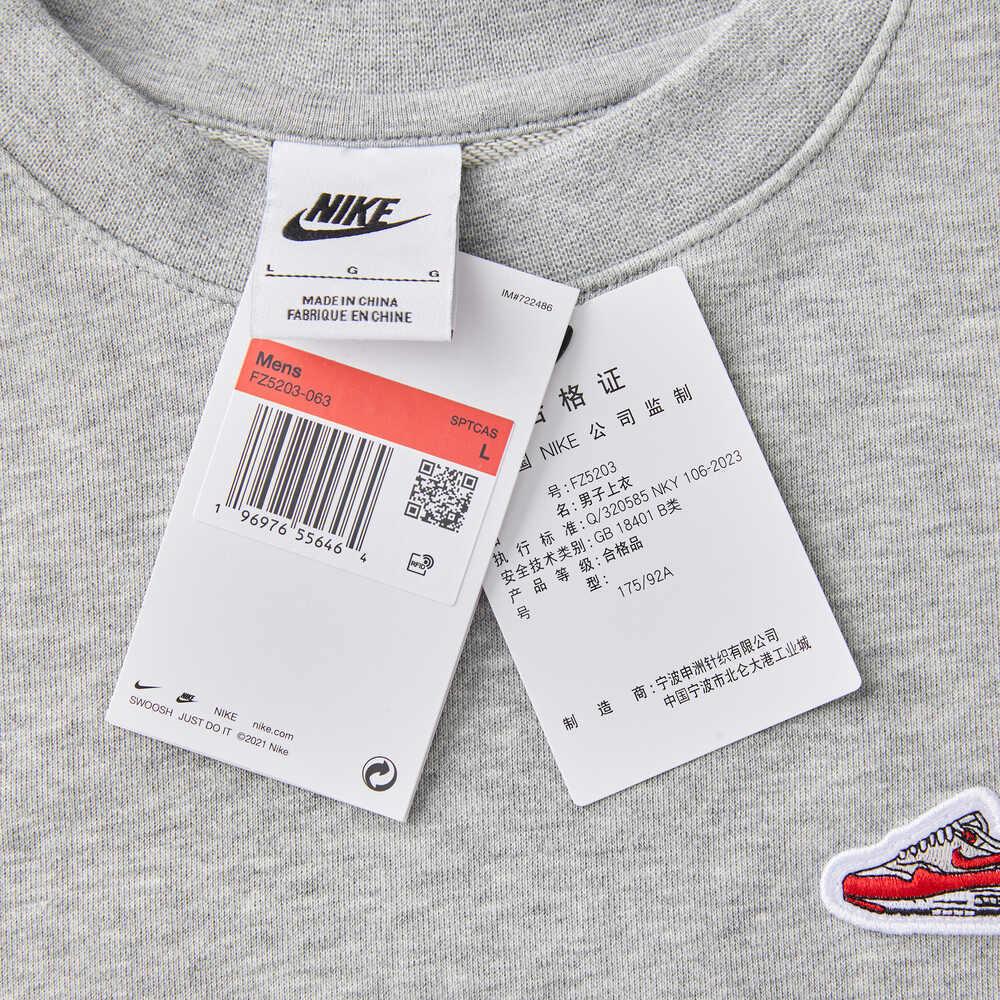 NIKE
L G G
MADE IN CHINA
FABRIQUE EN CHINE
IM#722486
Mens
FZ5203-063
SPTCAS
L
1 96976 55646 4
RFID
NIKE
NIKE nike.com
SWOOSH JUST DO IT ©2021 Nike
格证
NIKE 公司监制
号:FZ5203
名:男子上衣
执行标准:Q/320585 NKY 106-2023
安全技术类别:GB 18401 B类
产品等级:合格品
号型: 175/92A
制造商:宁波申洲针织有限公司
中国宁波市北仑大港工业城